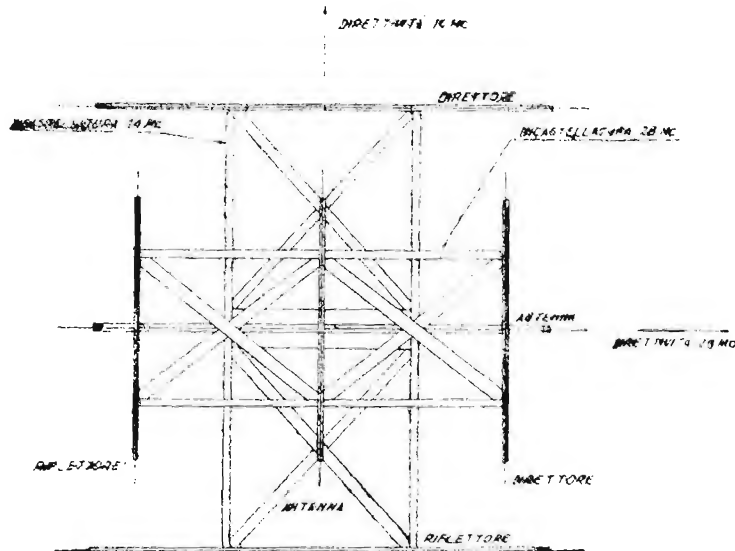 DIRETTIVITÀ 14 MC
DIRETTORE
INCASTELLATURA 14 MC
INCASTELLATURA 28 MC
ANTENNA
DIRETTIVITÀ 28 MC
RIFLETTORE
DIRETTORE
ANTENNA
RIFLETTORE